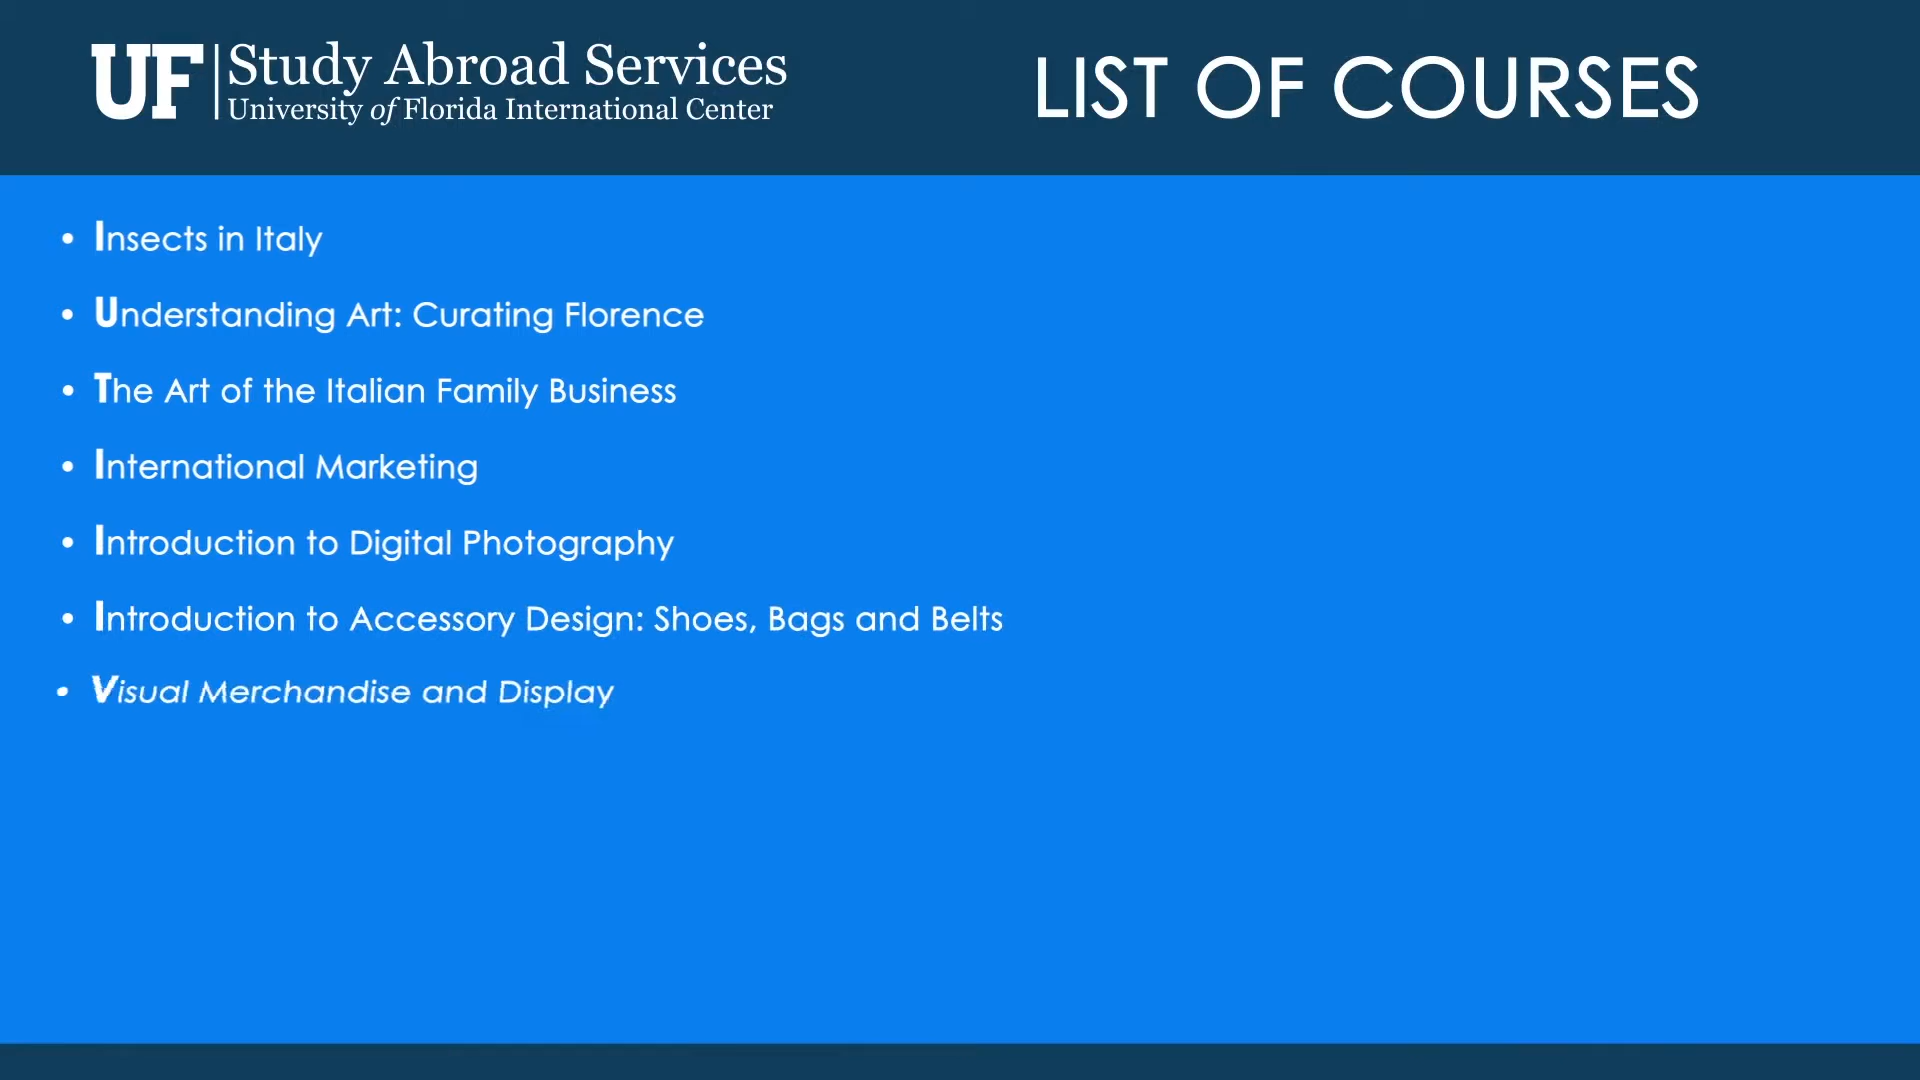 UF Study Abroad Services
University of Florida International Center
LIST OF COURSES
• Insects in Italy
• Understanding Art: Curating Florence
• The Art of the Italian Family Business
• International Marketing
• Introduction to Digital Photography
• Introduction to Accessory Design: Shoes, Bags and Belts
• Visual Merchandise and Display